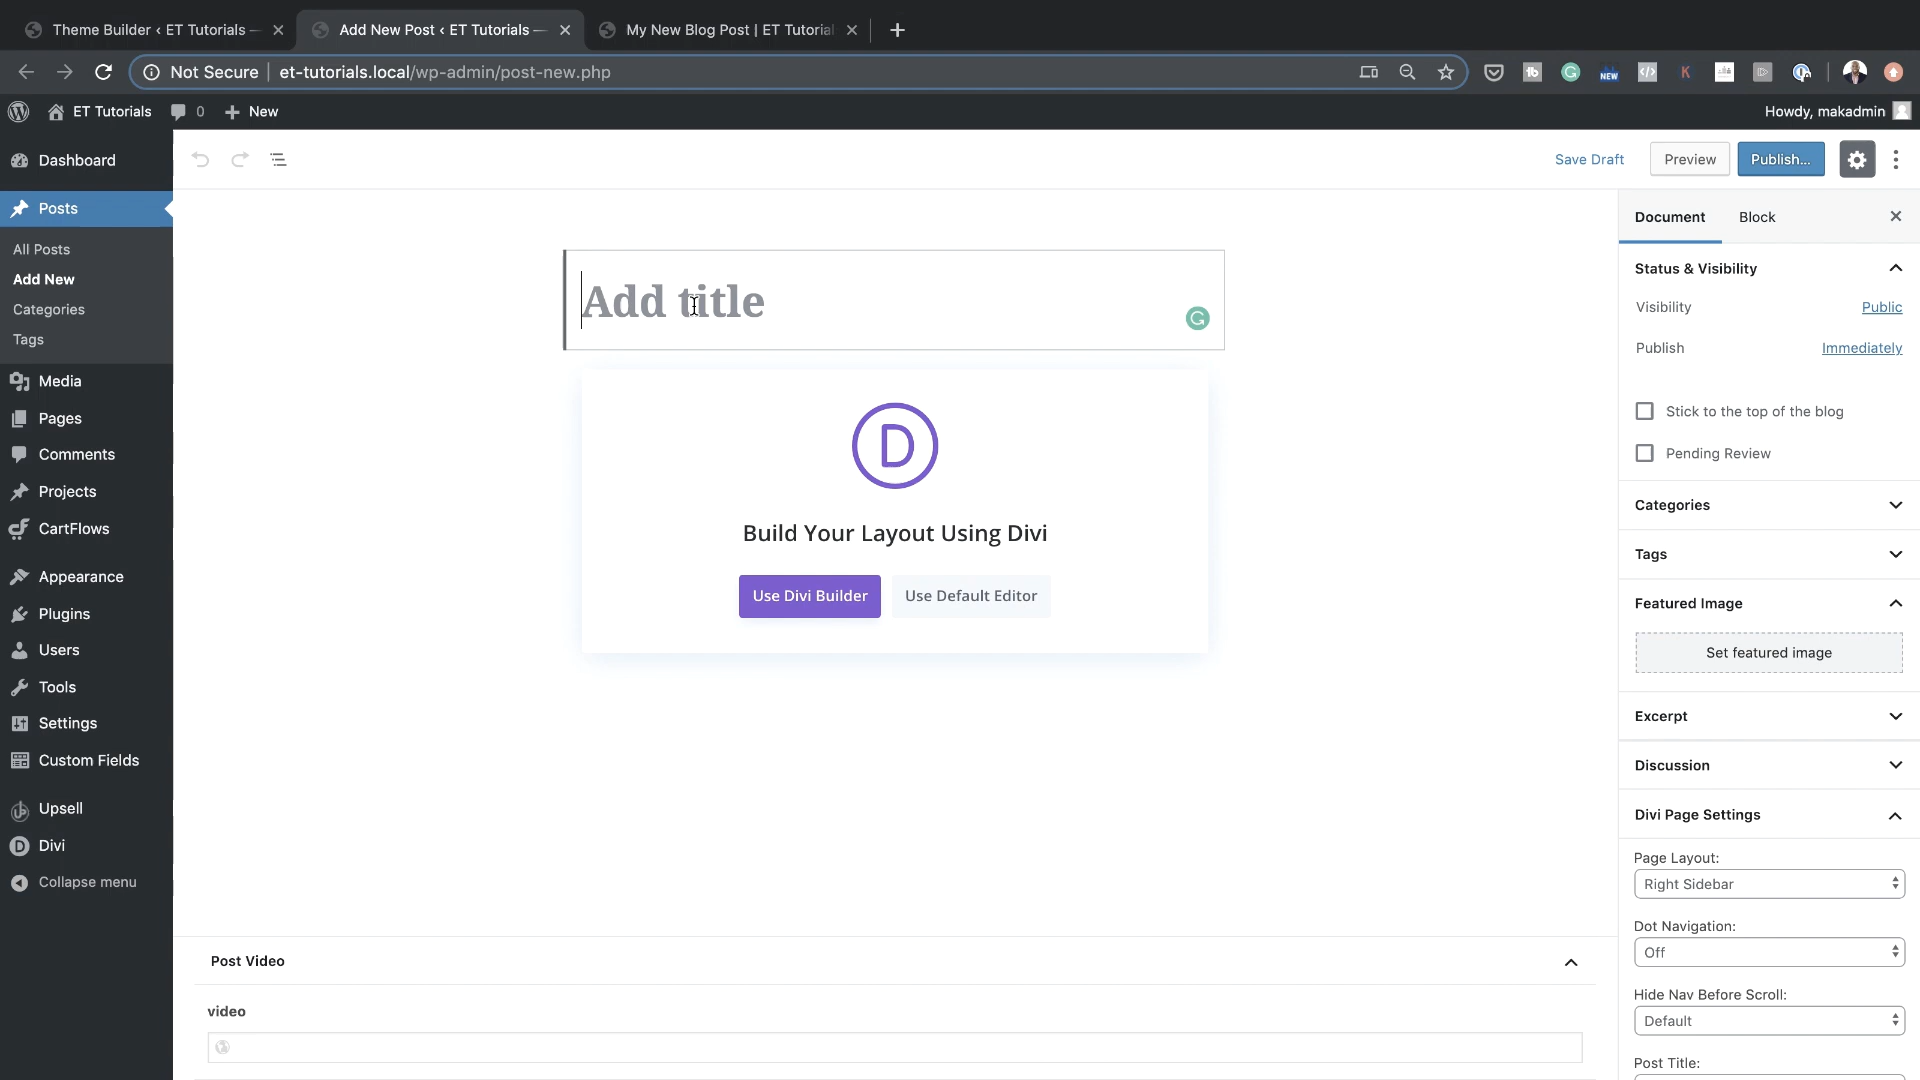 Theme Builder ‹ ET Tutorials —
Add New Post ‹ ET Tutorials —
My New Blog Post | ET Tutorial
Not Secure | et-tutorials.local/wp-admin/post-new.php
ET Tutorials
0
New
Howdy, makadmin
Dashboard
Posts
All Posts
Add New
Categories
Tags
Media
Pages
Comments
Projects
CartFlows
Appearance
Plugins
Users
Tools
Settings
Custom Fields
Upsell
Divi
Collapse menu
Save Draft
Preview
Publish...
Add title
D
Build Your Layout Using Divi
Use Divi Builder
Use Default Editor
Post Video
video
Document
Block
Status & Visibility
Visibility
Public
Publish
Immediately
Stick to the top of the blog
Pending Review
Categories
Tags
Featured Image
Set featured image
Excerpt
Discussion
Divi Page Settings
Page Layout:
Right Sidebar
Dot Navigation:
Off
Hide Nav Before Scroll:
Default
Post Title: